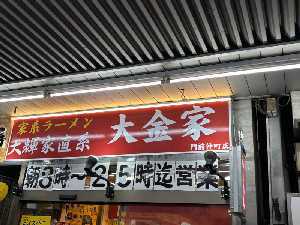 家系ラーメン
大輝家直系
大金家
門前仲町店
朝3時〜25時迄営業